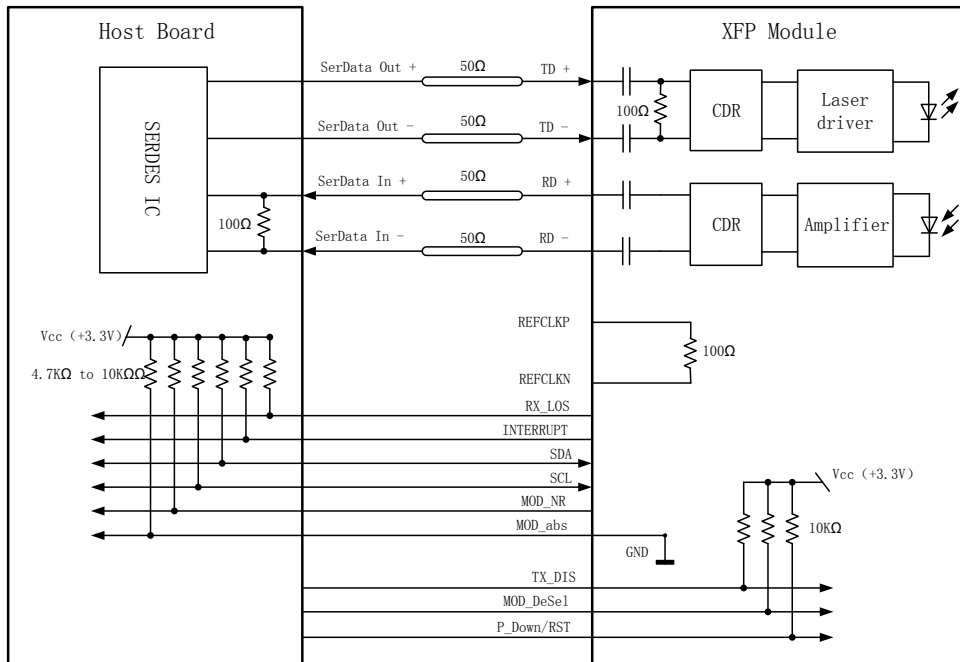 Host Board
XFP Module
SERDES IC
SerData Out +
50Ω
TD +
SerData Out −
50Ω
TD −
SerData In +
50Ω
RD +
SerData In −
50Ω
RD −
100Ω
100Ω
CDR
Laser
driver
CDR
Amplifier
Vcc (+3.3V)
4.7KΩ to 10KΩΩ
REFCLKP
100Ω
REFCLKN
RX_LOS
INTERRUPT
SDA
SCL
MOD_NR
MOD_abs
GND
Vcc (+3.3V)
10KΩ
TX_DIS
MOD_DeSel
P_Down/RST